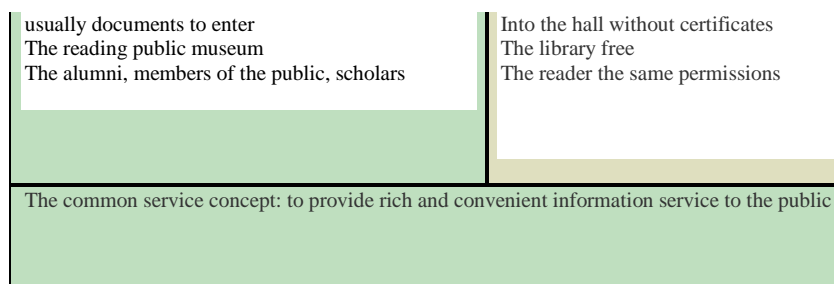 usually documents to enter
The reading public museum
The alumni, members of the public, scholars
Into the hall without certificates
The library free
The reader the same permissions
The common service concept: to provide rich and convenient information service to the public